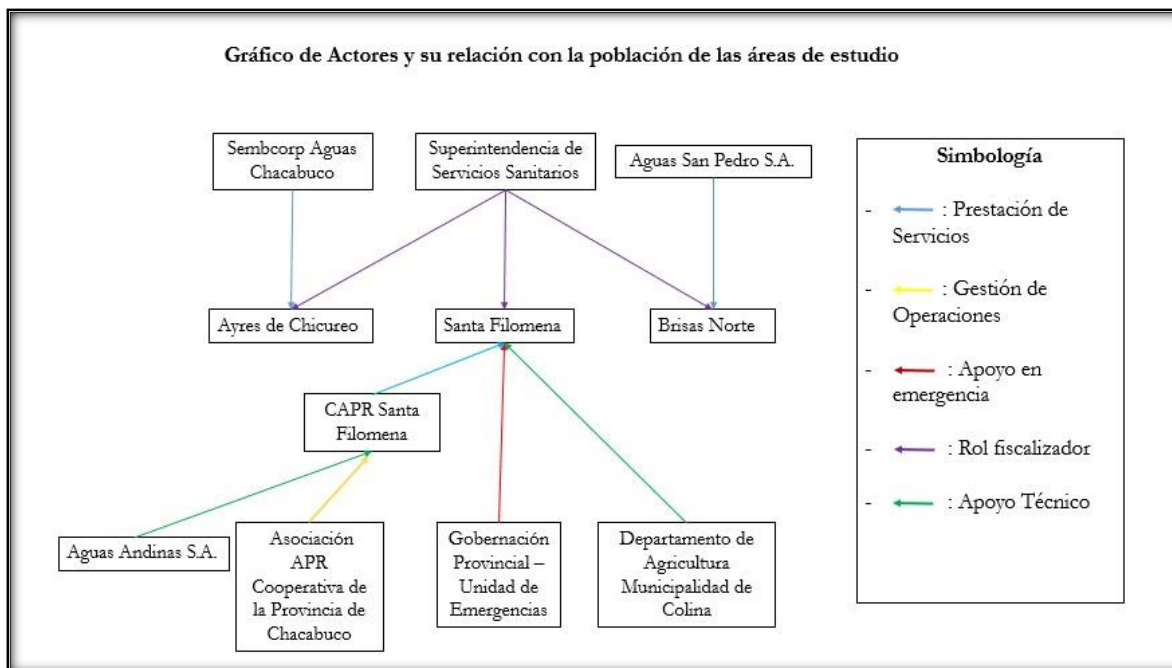 Gráfico de Actores y su relación con la población de las áreas de estudio
Sembcorp Aguas
Chacabuco
Superintendencia de
Servicios Sanitarios
Aguas San Pedro S.A.
Ayres de Chicureo
Santa Filomena
Brisas Norte
CAPR Santa
Filomena
Aguas Andinas S.A.
Asociación
APR
Cooperativa de
la Provincia de
Chacabuco
Gobernación
Provincial –
Unidad de
Emergencias
Departamento de
Agricultura
Municipalidad de
Colina
Simbología
- : Prestación de
Servicios
- : Gestión de
Operaciones
- : Apoyo en
emergencia
- : Rol fiscalizador
- : Apoyo Técnico